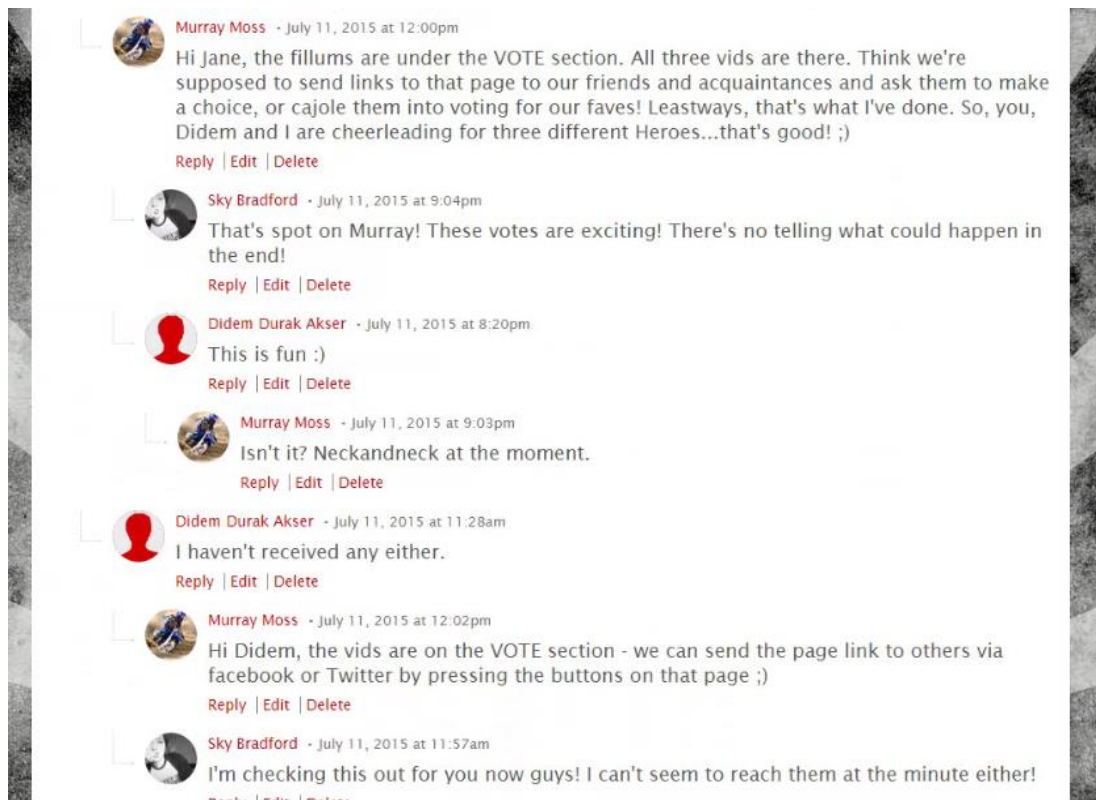 Murray Moss • July 11, 2015 at 12:00pm
Hi Jane, the fillums are under the VOTE section. All three vids are there. Think we're
supposed to send links to that page to our friends and acquaintances and ask them to make
a choice, or cajole them into voting for our faves! Leastways, that's what I've done. So, you,
Didem and I are cheerleading for three different Heroes...that's good! ;)
Reply | Edit | Delete
Sky Bradford • July 11, 2015 at 9:04pm
That's spot on Murray! These votes are exciting! There's no telling what could happen in
the end!
Reply | Edit | Delete
Didem Durak Akser • July 11, 2015 at 8:20pm
This is fun :)
Reply | Edit | Delete
Murray Moss • July 11, 2015 at 9:03pm
Isn't it? Neckandneck at the moment.
Reply | Edit | Delete
Didem Durak Akser • July 11, 2015 at 11:28am
I haven't received any either.
Reply | Edit | Delete
Murray Moss • July 11, 2015 at 12:02pm
Hi Didem, the vids are on the VOTE section - we can send the page link to others via
facebook or Twitter by pressing the buttons on that page ;)
Reply | Edit | Delete
Sky Bradford • July 11, 2015 at 11:57am
I'm checking this out for you now guys! I can't seem to reach them at the minute either!
Reply | Edit | Delete